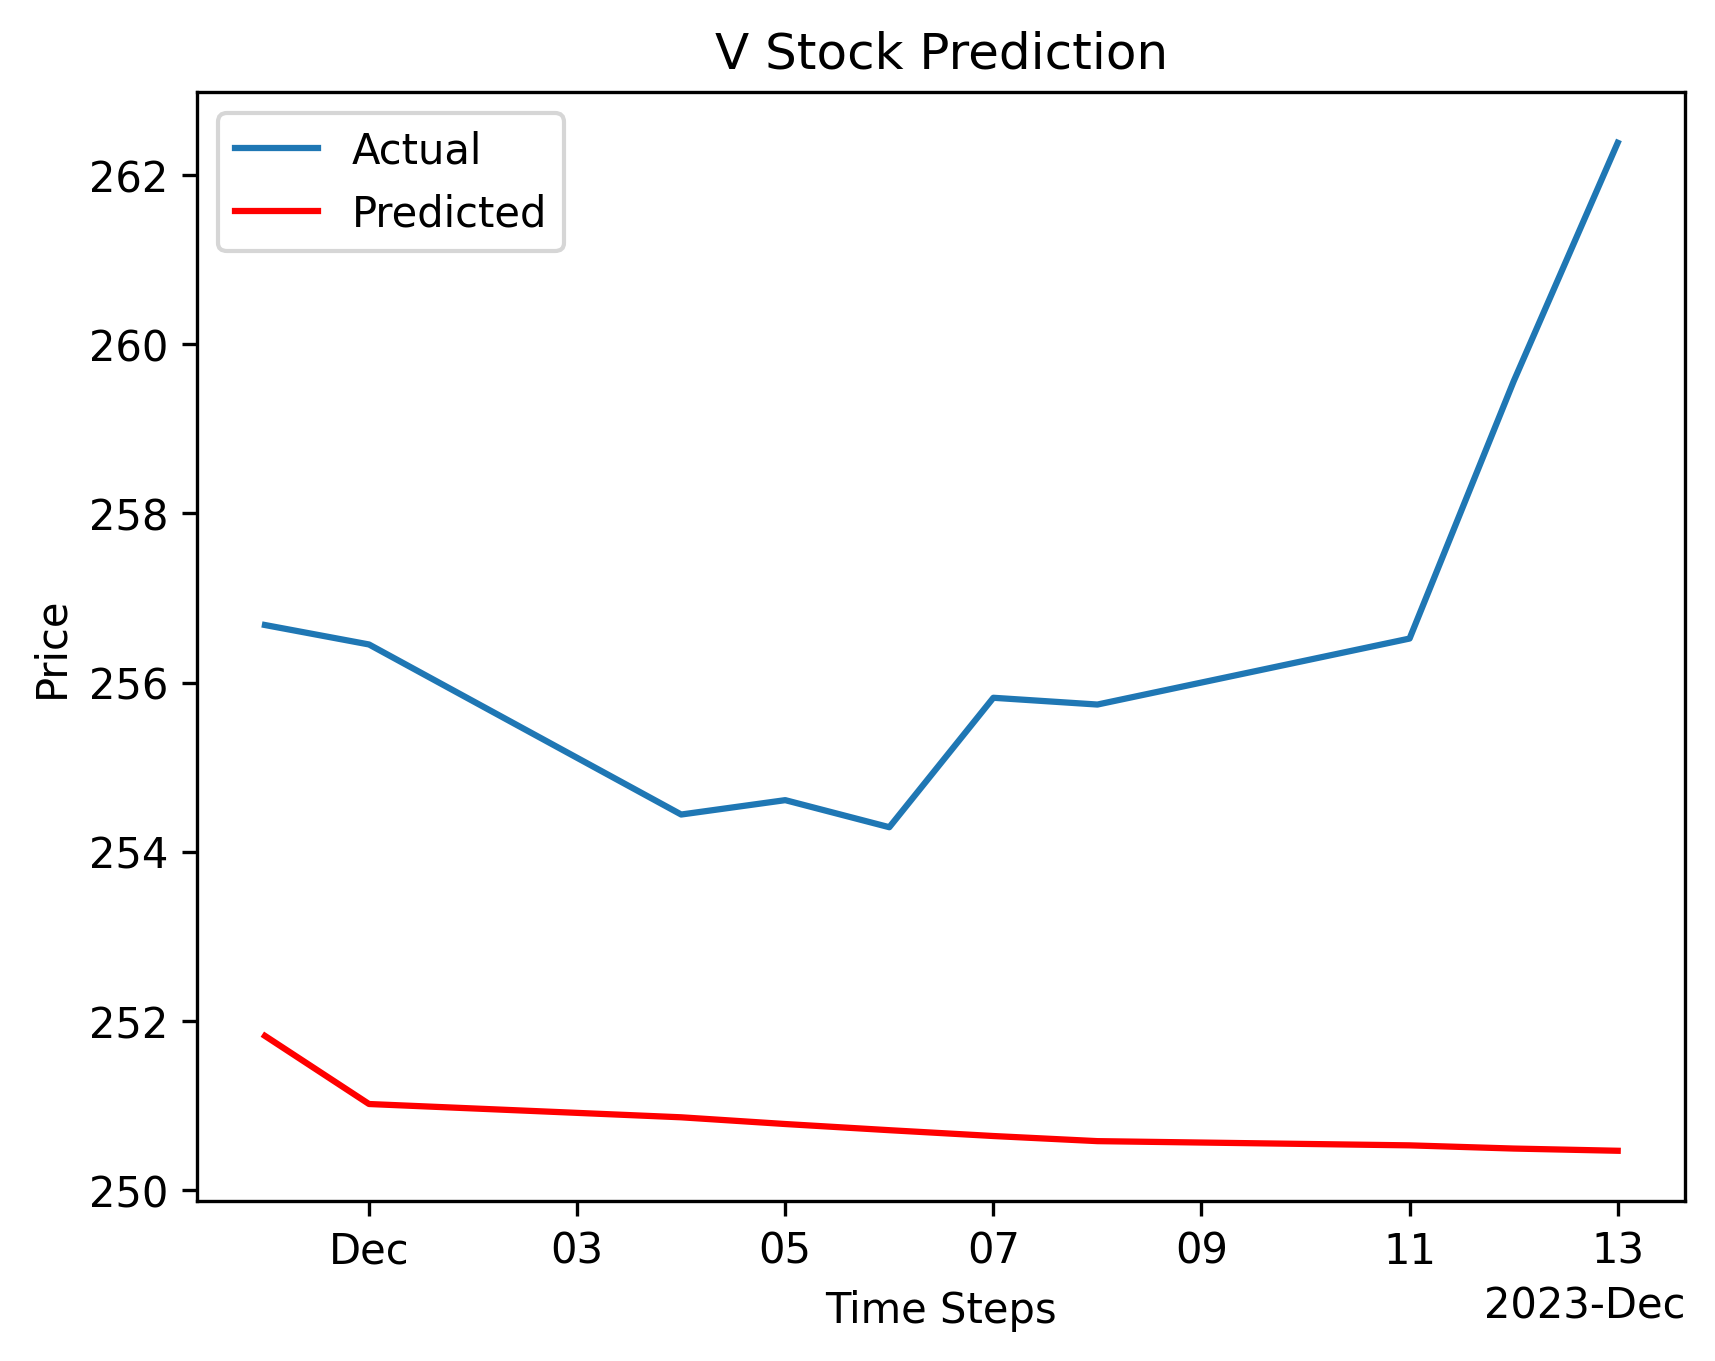 V Stock Prediction
Actual
Predicted
262
260
258
256
254
252
250
Price
Dec 03 05 07 09 11 13
Time Steps
2023-Dec